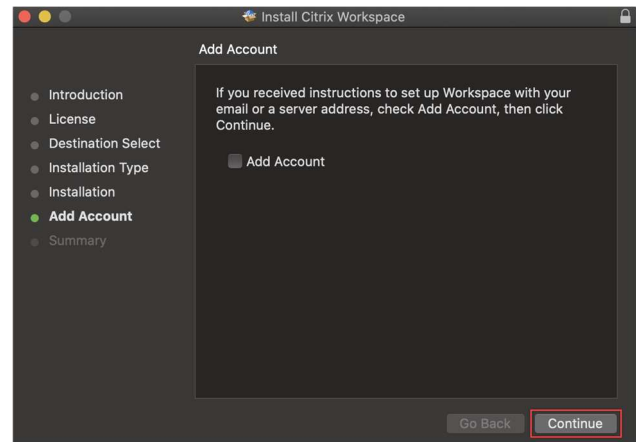 Install Citrix Workspace
Add Account
Introduction
License
Destination Select
Installation Type
Installation
Add Account
Summary
If you received instructions to set up Workspace with your
email or a server address, check Add Account, then click
Continue.
Add Account
Go Back
Continue